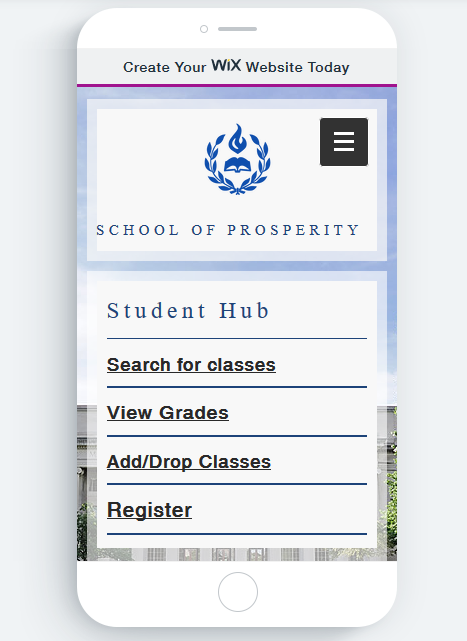 Create Your WiX Website Today
SCHOOL OF PROSPERITY
Student Hub
Search for classes
View Grades
Add/Drop Classes
Register